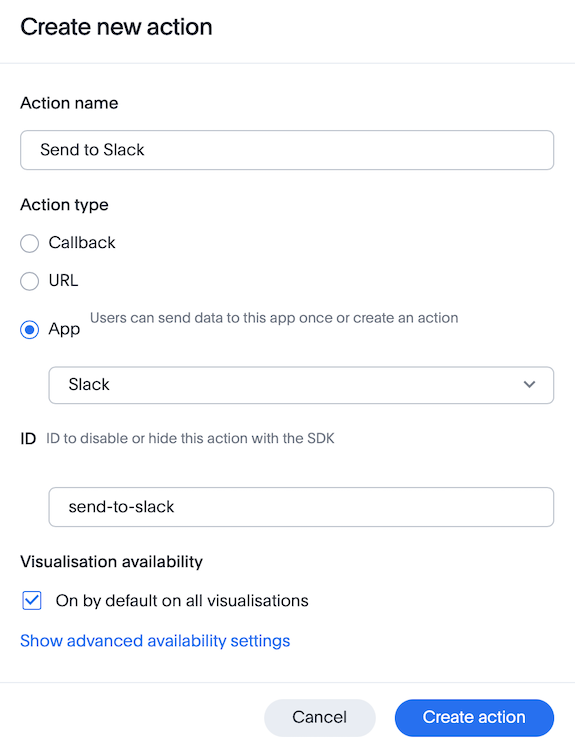 Create new action
Action name
Send to Slack
Action type
Callback
URL
App Users can send data to this app once or create an action
Slack
ID ID to disable or hide this action with the SDK
send-to-slack
Visualisation availability
On by default on all visualisations
Show advanced availability settings
Cancel Create action